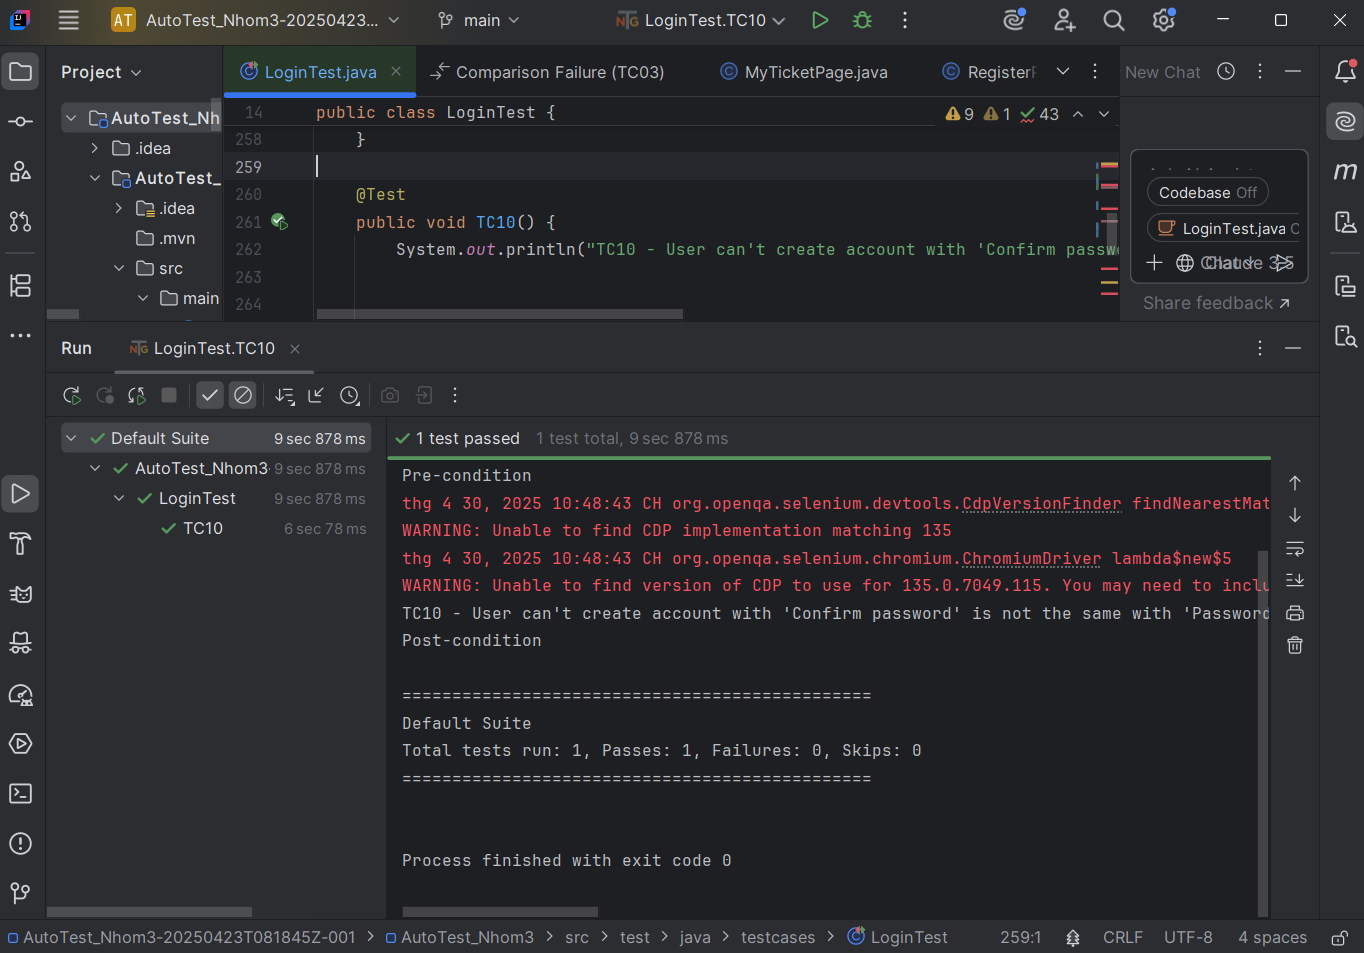 AT AutoTest_Nhom3-20250423... main LoginTest.TC10
Project
LoginTest.java Comparison Failure (TC03) MyTicketPage.java Register
New Chat
AutoTest_Nh
.idea
AutoTest_
.idea
.mvn
src
main
14 public class LoginTest {
9 1 43
258 }
259
260 @Test
261 public void TC10() {
262 System.out.println("TC10 - User can't create account with 'Confirm passw
263
264
Codebase Off
LoginTest.java
Share feedback
Run LoginTest.TC10
Default Suite 9 sec 878 ms
AutoTest_Nhom3- 9 sec 878 ms
LoginTest 9 sec 878 ms
TC10 6 sec 78 ms
1 test passed 1 test total, 9 sec 878 ms
Pre-condition
thg 4 30, 2025 10:48:43 CH org.openqa.selenium.devtools.CdpVersionFinder findNearestMat
WARNING: Unable to find CDP implementation matching 135
thg 4 30, 2025 10:48:43 CH org.openqa.selenium.chromium.ChromiumDriver lambda$new$5
WARNING: Unable to find version of CDP to use for 135.0.7049.115. You may need to inclu
TC10 - User can't create account with 'Confirm password' is not the same with 'Password
Post-condition
===============================================
Default Suite
Total tests run: 1, Passes: 1, Failures: 0, Skips: 0
===============================================
Process finished with exit code 0
AutoTest_Nhom3-20250423T081845Z-001 > AutoTest_Nhom3 > src > test > java > testcases > LoginTest 259:1 CRLF UTF-8 4 spaces